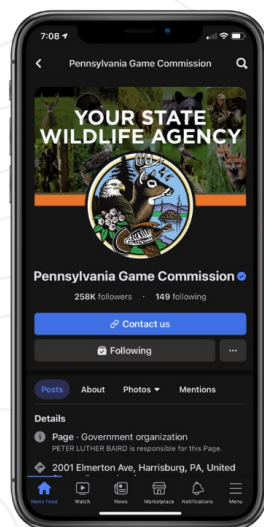 7:08
Pennsylvania Game Commission
YOUR STATE
WILDLIFE AGENCY
Pennsylvania Game Commission
258K followers · 149 following
Contact us
Following
...
Posts About Photos Mentions
Details
Page · Government organization
PETER LUTHER BAIRD is responsible for this Page.
2001 Elmerton Ave, Harrisburg, PA, United
News Feed Watch News Marketplace Notifications Menu